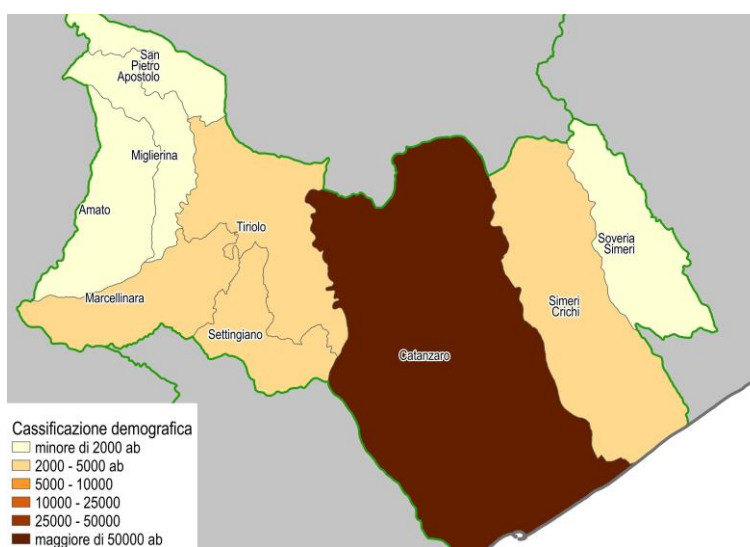 San
Pietro
Apostolo
Miglierina
Amato
Tiriolo
Marcellinara
Settingiano
Catanzaro
Simeri
Crichi
Soveria
Simeri
Cassificazione demografica
minore di 2000 ab
2000 - 5000 ab
5000 - 10000
10000 - 25000
25000 - 50000
maggiore di 50000 ab